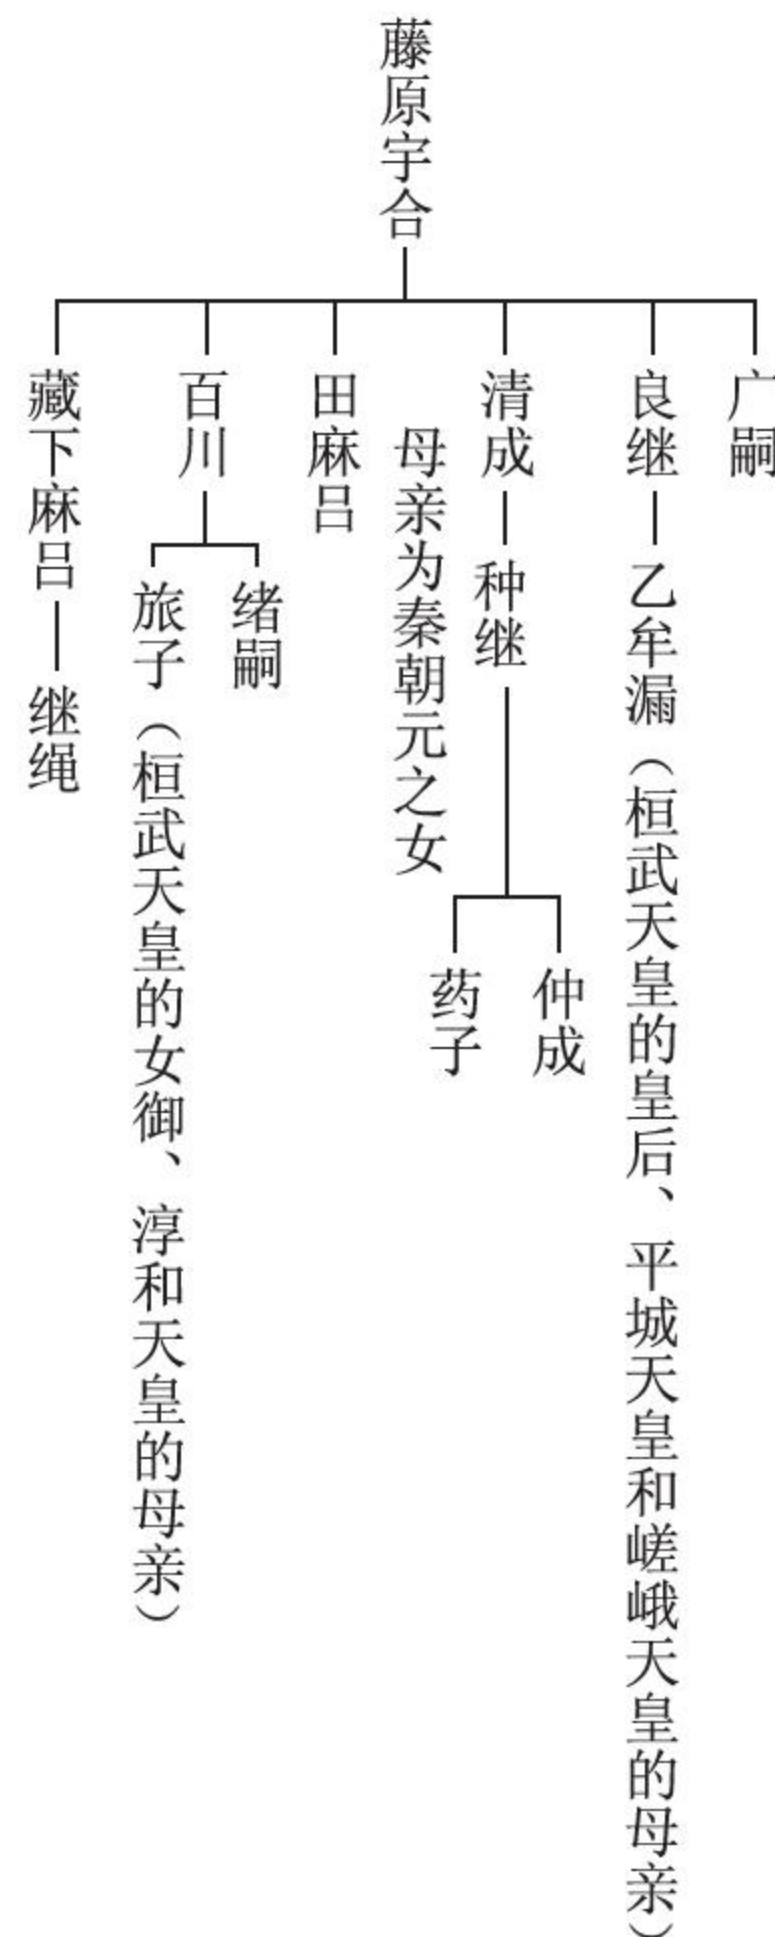 藤原宇合
广嗣
良继
乙牟漏（桓武天皇的皇后、平城天皇和嵯峨天皇的母亲）
清成
种继
母亲为秦朝元之女
仲成
药子
田麻吕
百川
绪嗣
旅子（桓武天皇的女御、淳和天皇的母亲）
藏下麻吕
继绳